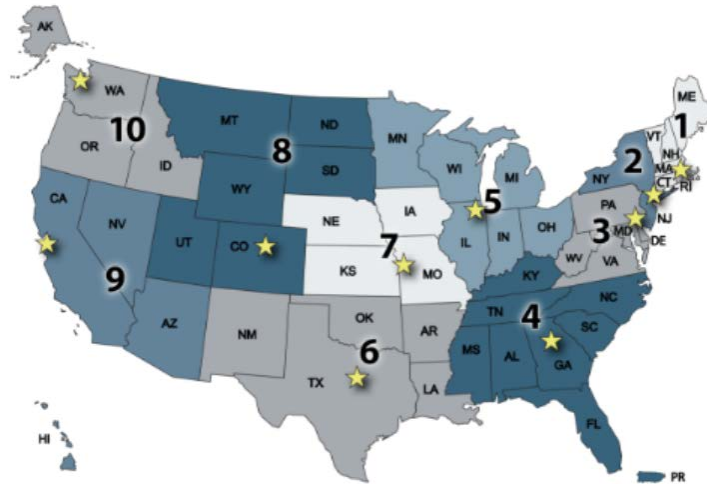 AK
WA
10
OR
ID
MT
ND
8
SD
WY
MN
WI
MI
5
ME
1
VT
NH
MA
CT
RI
2
NY
PA
NJ
3
MD
DE
WV
VA
CA
NV
9
UT
CO
AZ
NE
IA
7
KS
MO
IL
IN
OH
KY
NC
TN
4
SC
MS
AL
GA
FL
NM
OK
6
TX
AR
LA
HI
PR